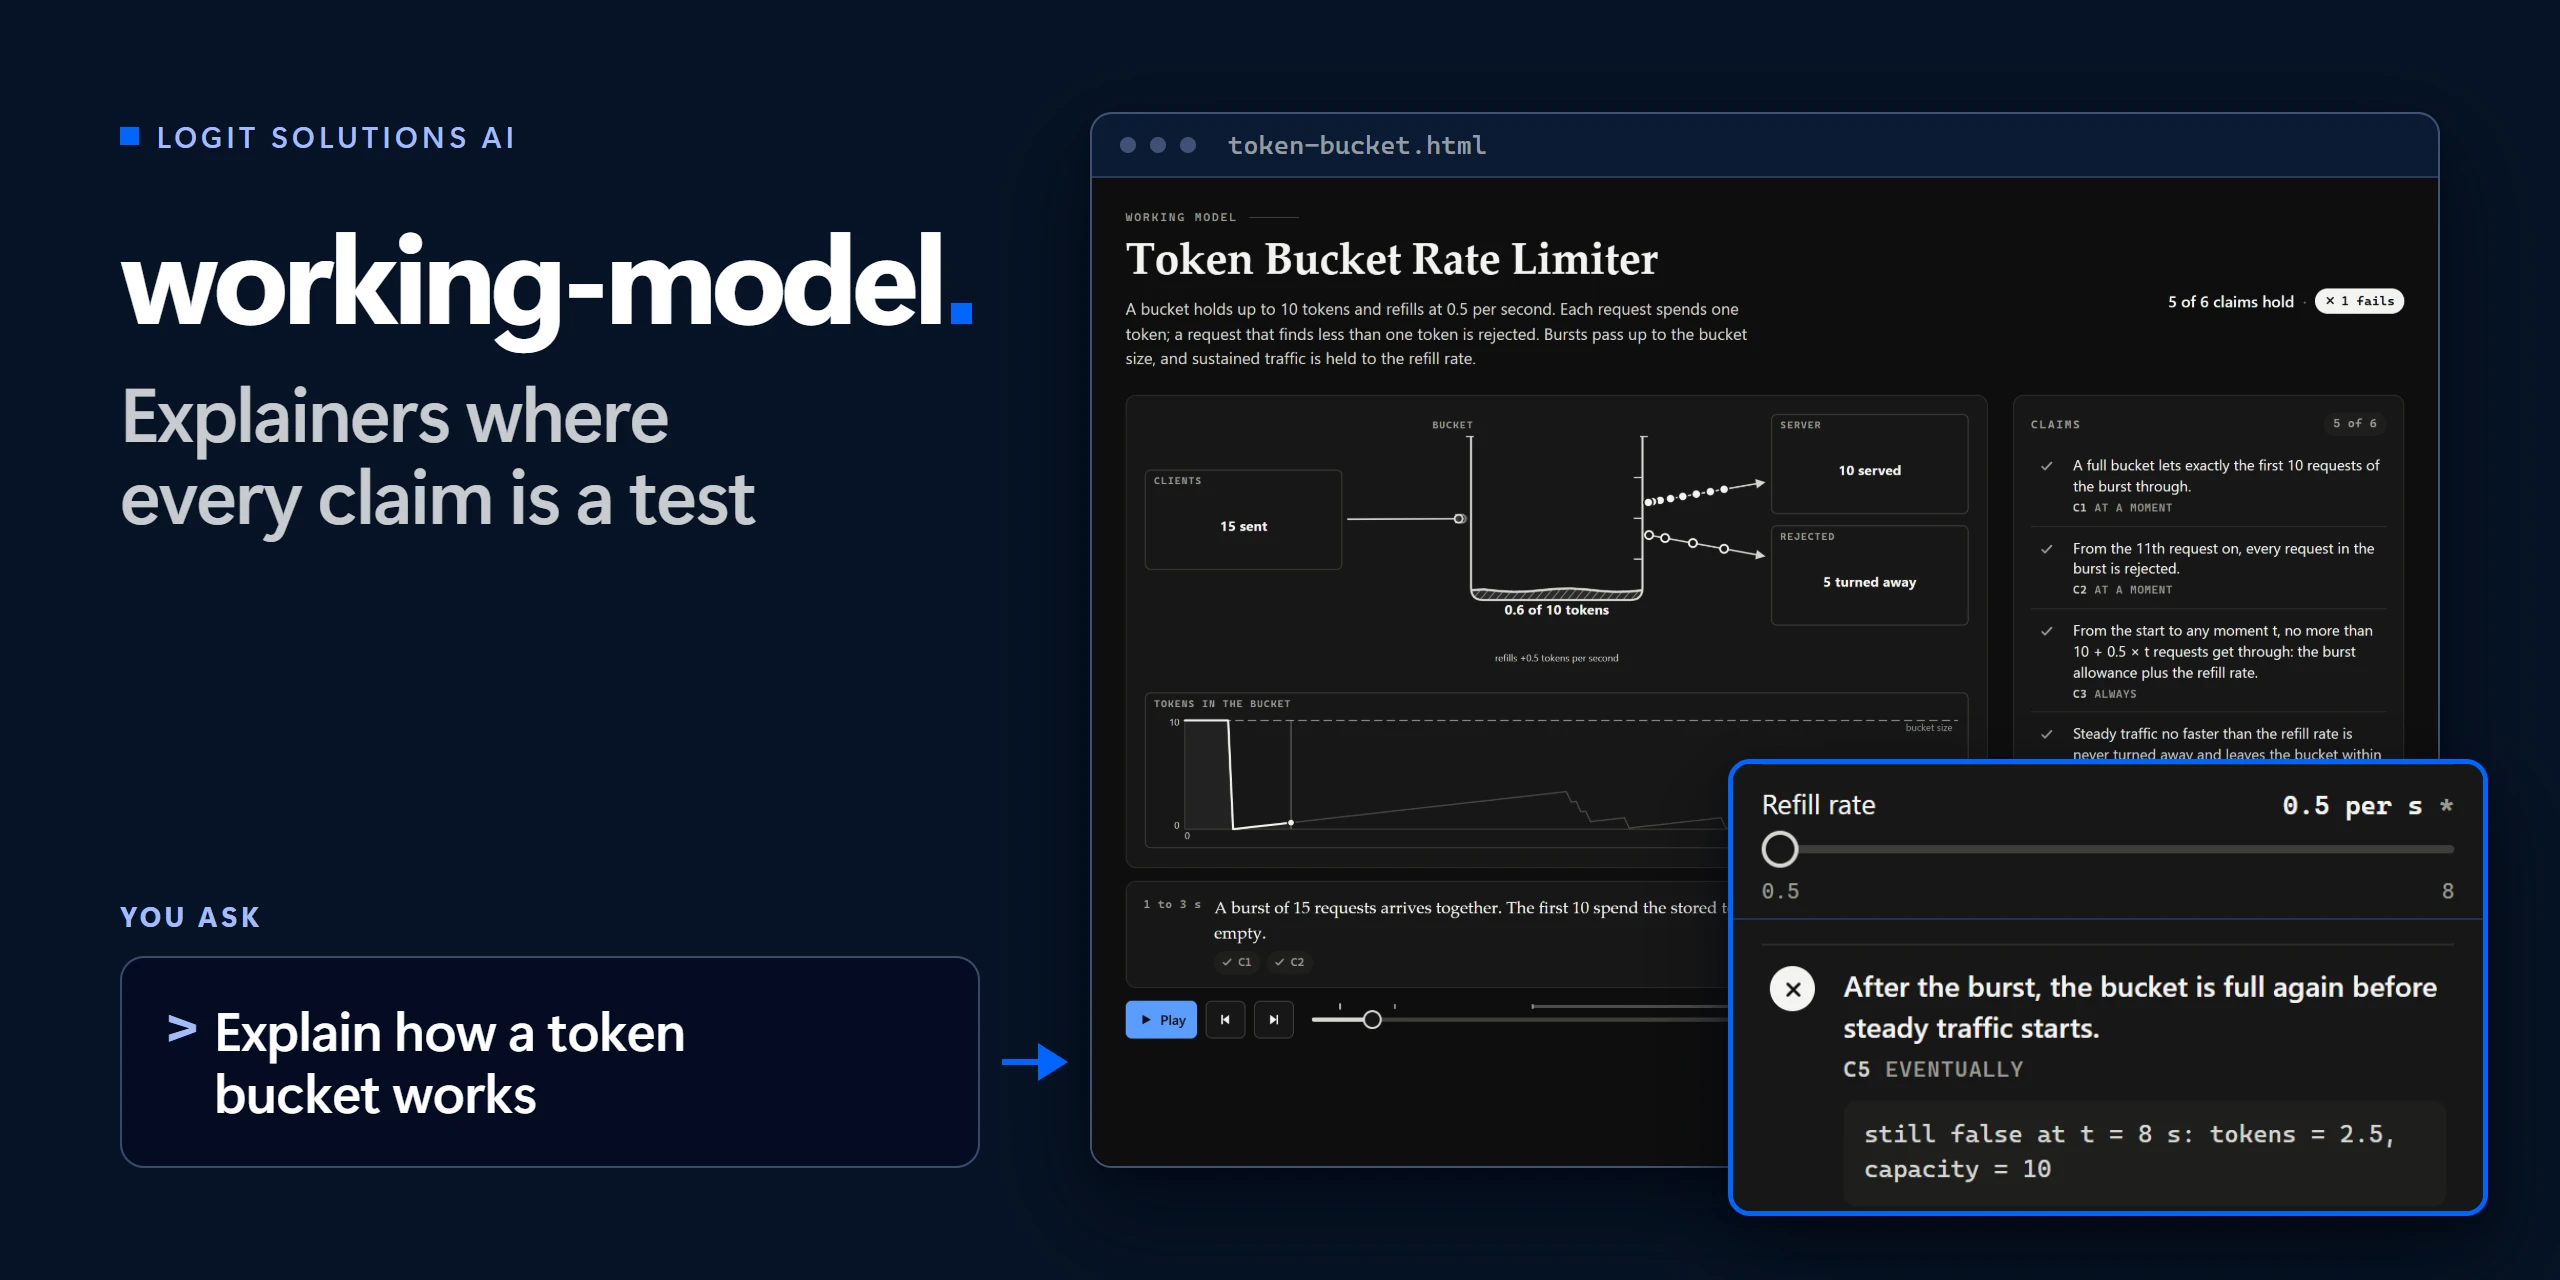 LOGIT SOLUTIONS AI
working-model.
Explainers where
every claim is a test
YOU ASK
> Explain how a token
bucket works
token-bucket.html
WORKING MODEL
Token Bucket Rate Limiter
A bucket holds up to 10 tokens and refills at 0.5 per second. Each request spends one
token; a request that finds less than one token is rejected. Bursts pass up to the bucket
size, and sustained traffic is held to the refill rate.
5 of 6 claims hold · × 1 fails
CLIENTS
15 sent
BUCKET
0.6 of 10 tokens
refills +0.5 tokens per second
SERVER
10 served
REJECTED
5 turned away
TOKENS IN THE BUCKET
10
bucket size
0
0
1 to 3 s
A burst of 15 requests arrives together. The first 10 spend the stored
empty.
✓ C1 ✓ C2
Play
CLAIMS
5 of 6
A full bucket lets exactly the first 10 requests of
the burst through.
C1 AT A MOMENT
From the 11th request on, every request in the
burst is rejected.
C2 AT A MOMENT
From the start to any moment t, no more than
10 + 0.5 × t requests get through: the burst
allowance plus the refill rate.
C3 ALWAYS
Steady traffic no faster than the refill rate is
never turned away and leaves the bucket within
Refill rate
0.5 per s *
0.5
8
After the burst, the bucket is full again before
steady traffic starts.
C5 EVENTUALLY
still false at t = 8 s: tokens = 2.5,
capacity = 10